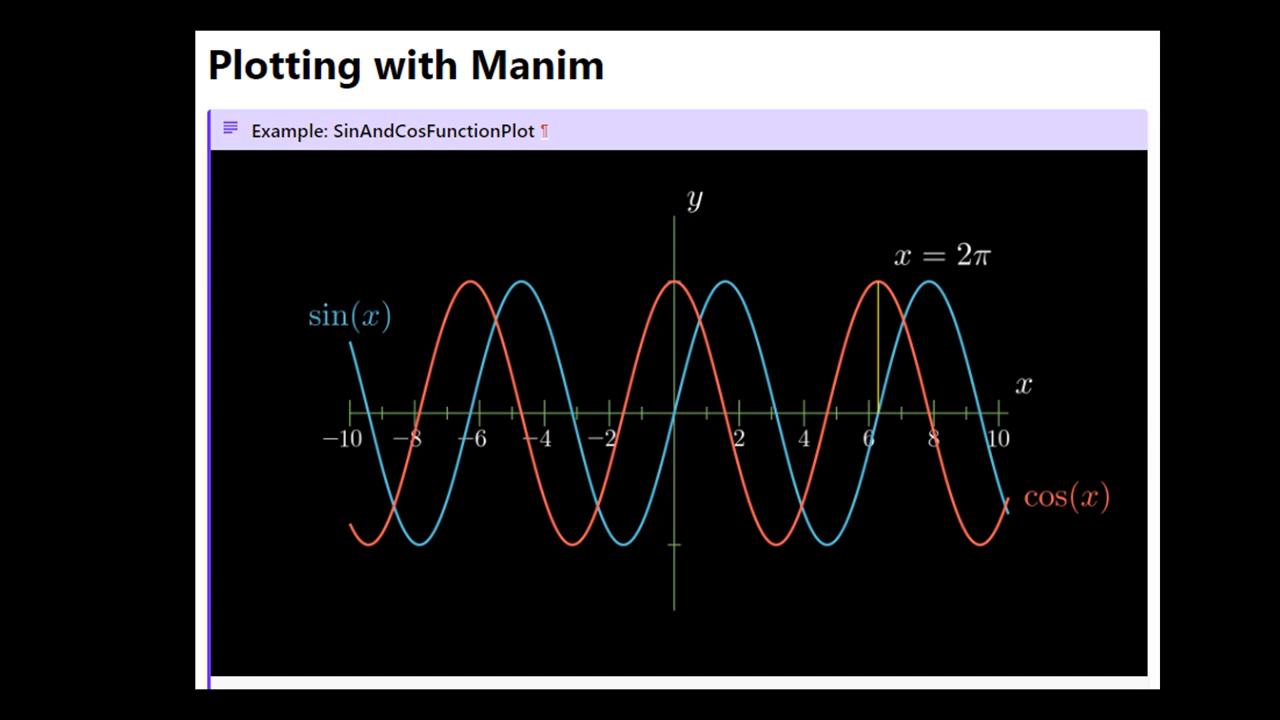 Plotting with Manim
Example: SinAndCosFunctionPlot ¶
y
x = 2π
sin(x)
x
−10 −8 −6 −4 −2 2 4 6 8 10
cos(x)